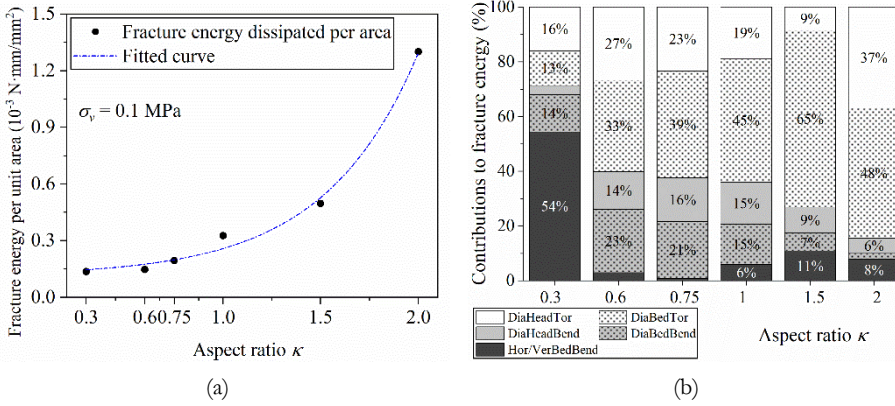 1.5
1.2
0.9
0.6
0.3
0.0
Fracture energy per unit area (10⁻³ N·mm/mm²)
Fracture energy dissipated per area
Fitted curve
σᵥ = 0.1 MPa
0.3 0.6 0.75 1.0 1.5 2.0
Aspect ratio κ
(a)
100
80
60
40
20
0
Contributions to fracture energy (%)
16% 27% 23% 19% 9% 37%
13% 33% 39% 45% 65% 48%
14% 16% 15% 9% 6%
14% 23% 21% 15% 7%
54% 6% 11% 8%
0.3 0.6 0.75 1 1.5 2
DiaHeadTor DiaBedTor
DiaHeadBend DiaBedBend
Hor/VerBedBend
Aspect ratio κ
(b)